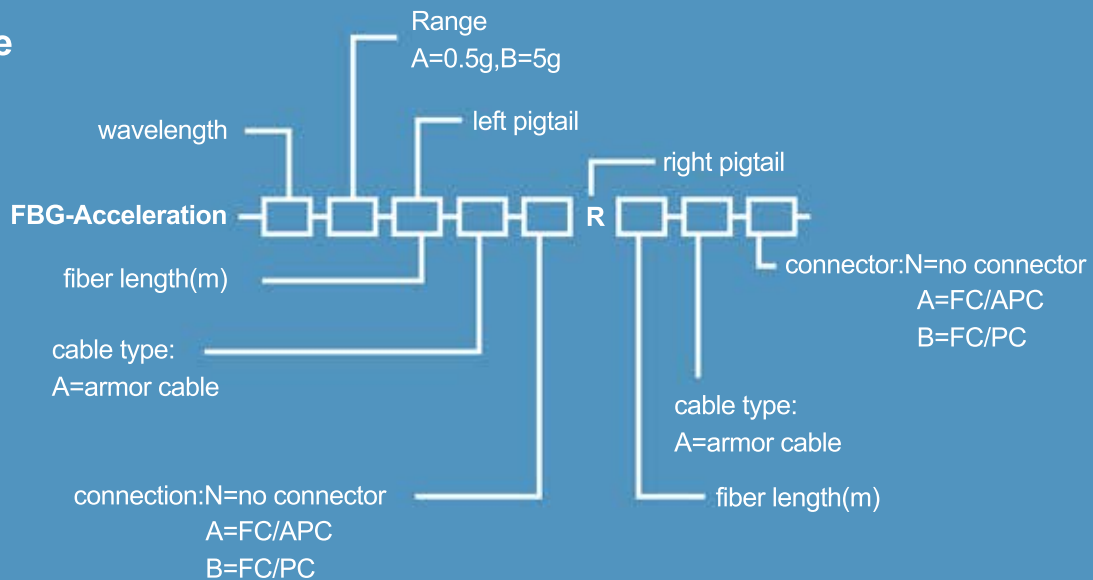 e
Range
A=0.5g,B=5g
wavelength
left pigtail
right pigtail
FBG-Acceleration
R
fiber length(m)
connector:N=no connector
A=FC/APC
B=FC/PC
cable type:
A=armor cable
cable type:
A=armor cable
connection:N=no connector
A=FC/APC
B=FC/PC
fiber length(m)